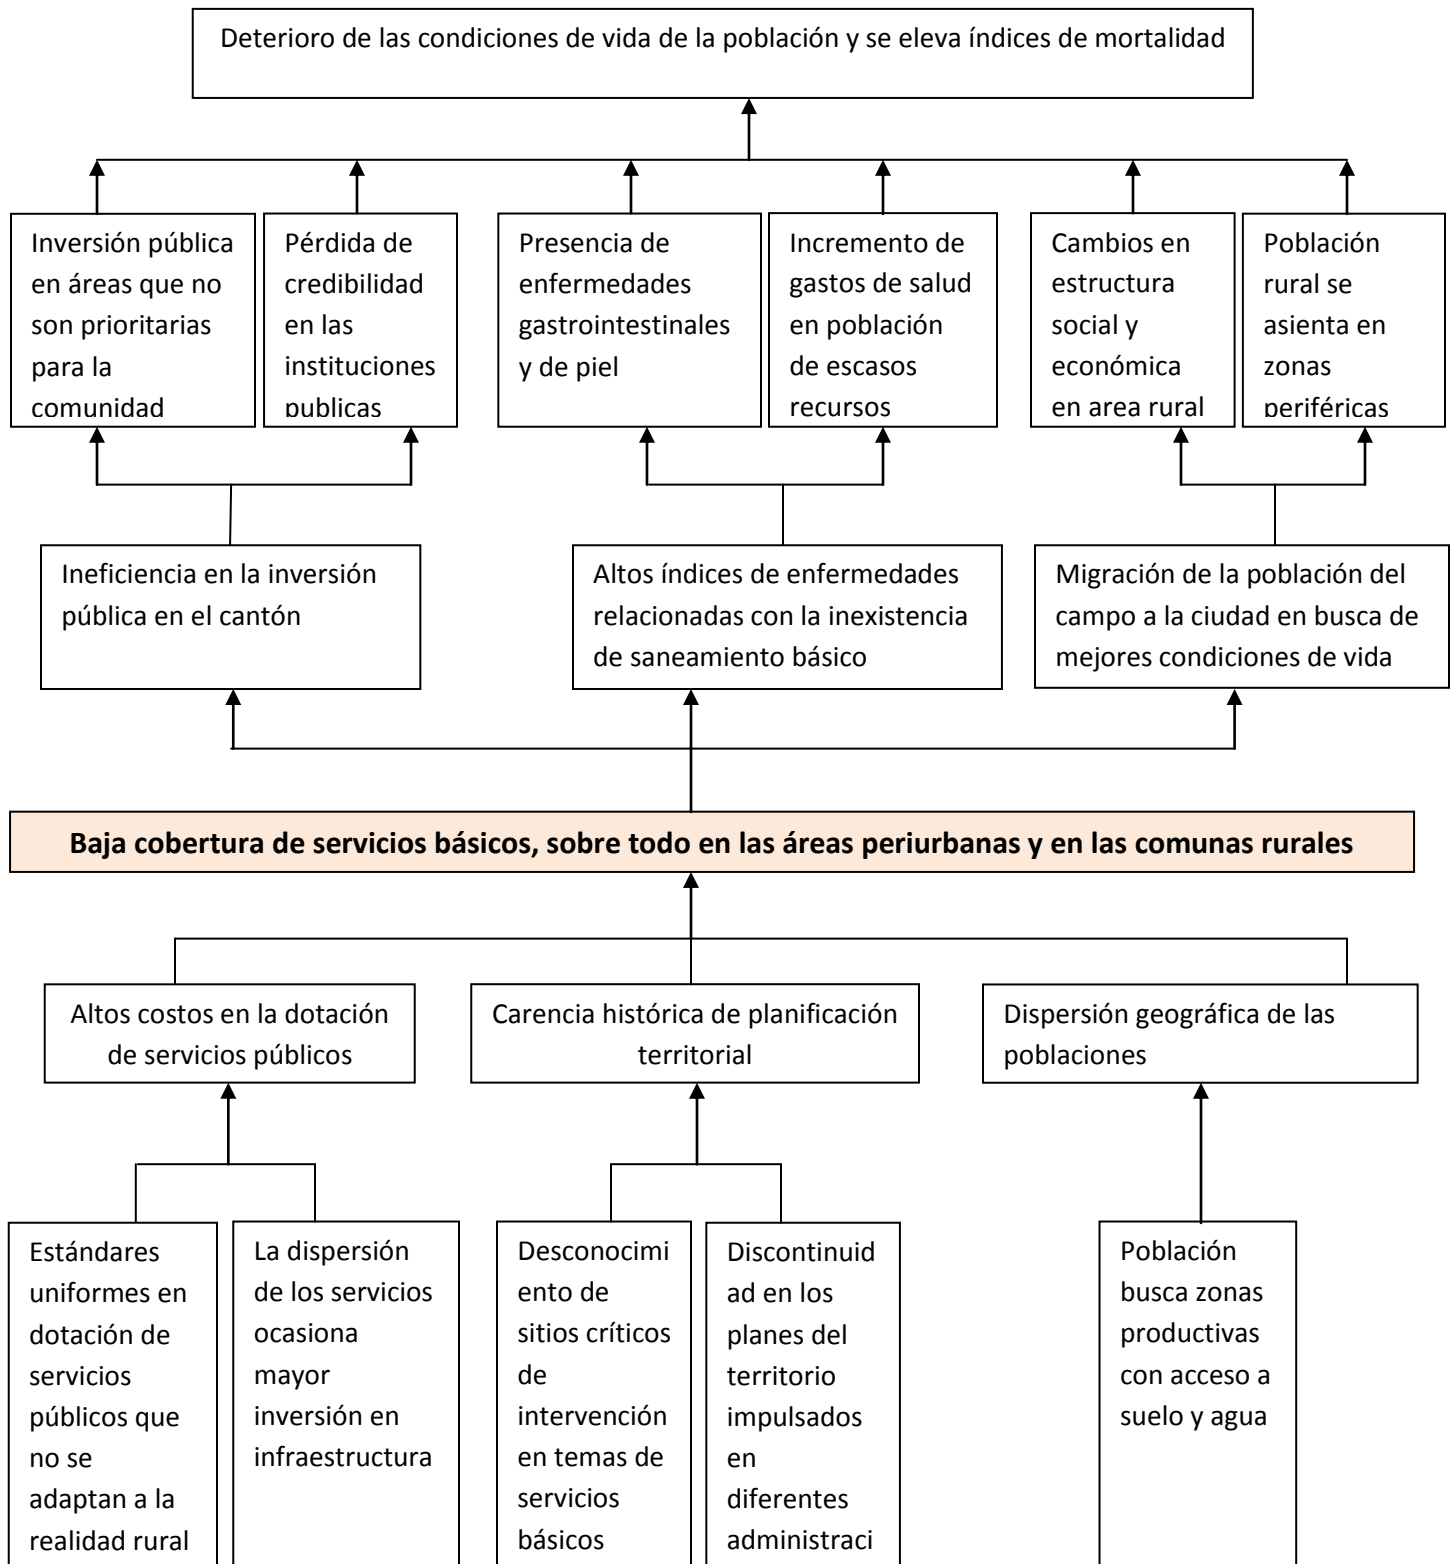 Deterioro de las condiciones de vida de la población y se eleva índices de mortalidad
Inversión pública
en áreas que no
son prioritarias
para la
comunidad
Pérdida de
credibilidad
en las
instituciones
publicas
Presencia de
enfermedades
gastrointestinales
y de piel
Incremento de
gastos de salud
en población
de escasos
recursos
Cambios en
estructura
social y
económica
en area rural
Población
rural se
asienta en
zonas
periféricas
Ineficiencia en la inversión
pública en el cantón
Altos índices de enfermedades
relacionadas con la inexistencia
de saneamiento básico
Migración de la población del
campo a la ciudad en busca de
mejores condiciones de vida
Baja cobertura de servicios básicos, sobre todo en las áreas periurbanas y en las comunas rurales
Altos costos en la dotación
de servicios públicos
Carencia histórica de planificación
territorial
Dispersión geográfica de las
poblaciones
Estándares
uniformes en
dotación de
servicios
públicos que
no se
adaptan a la
realidad rural
La dispersión
de los servicios
ocasiona
mayor
inversión en
infraestructura
Desconocimi
ento de
sitios críticos
de
intervención
en temas de
servicios
básicos
Discontinuid
ad en los
planes del
territorio
impulsados
en
diferentes
administraci
Población
busca zonas
productivas
con acceso a
suelo y agua